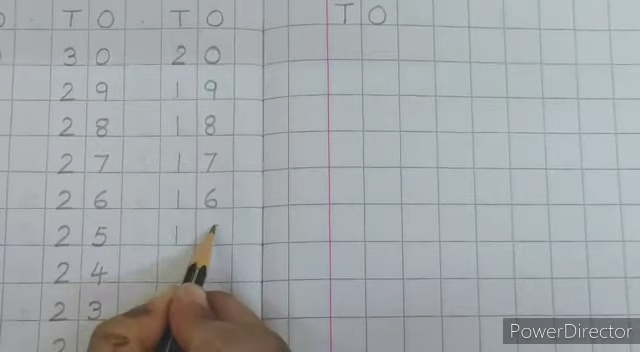 O T O T O T O
3 0 2 0
2 9 1 9
2 8 1 8
2 7 1 7
2 6 1 6
2 5 1
2 4
2 3
2
PowerDirector